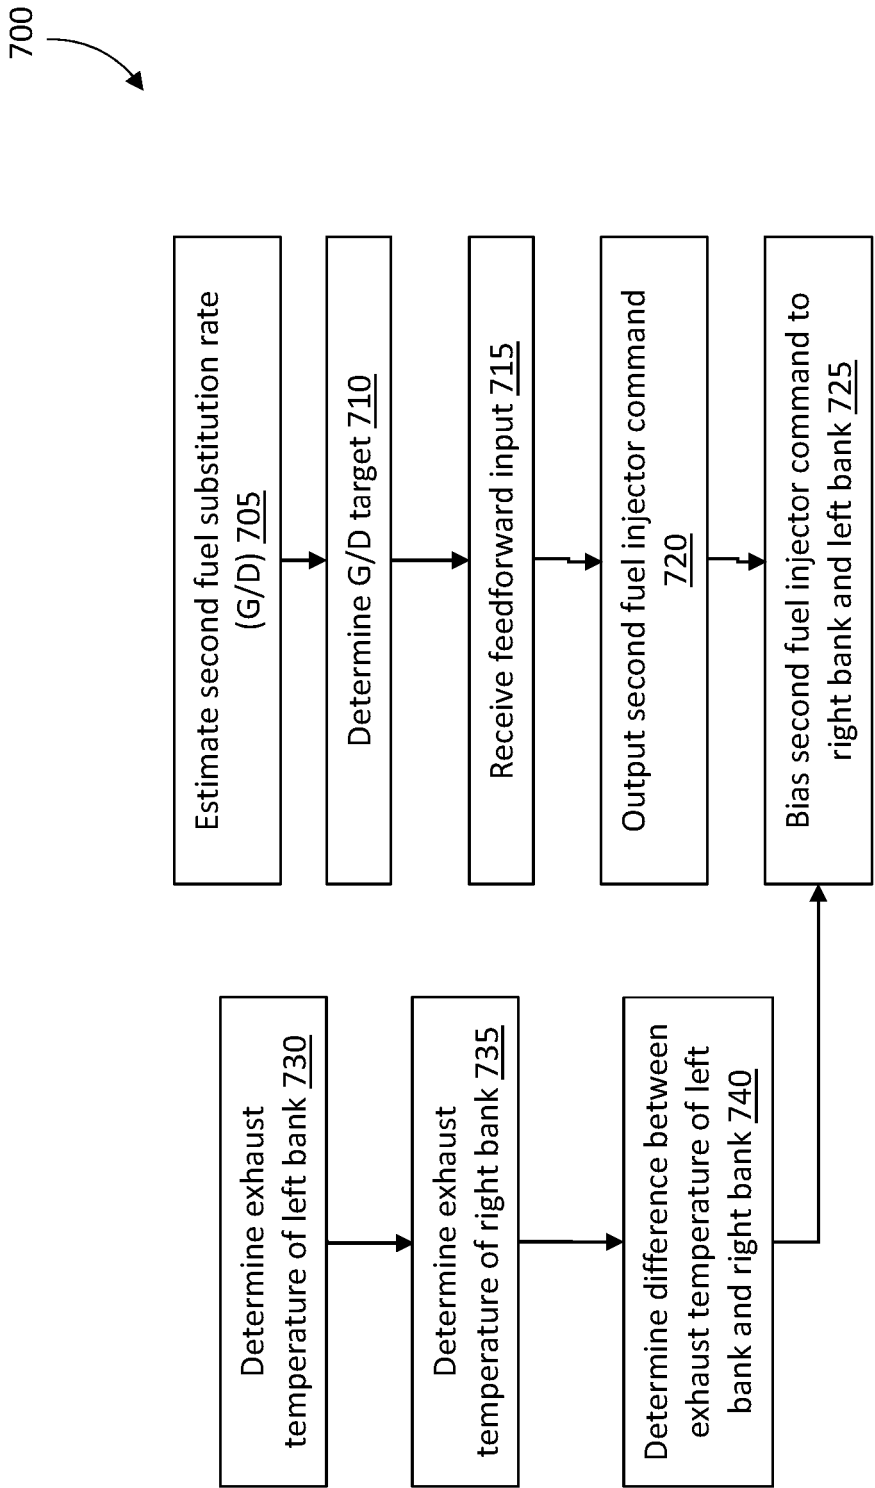 700
Estimate second fuel substitution rate
(G/D) 705
Determine G/D target 710
Receive feedforward input 715
Output second fuel injector command
720
Bias second fuel injector command to
right bank and left bank 725
Determine exhaust
temperature of left bank 730
Determine exhaust
temperature of right bank 735
Determine difference between
exhaust temperature of left
bank and right bank 740